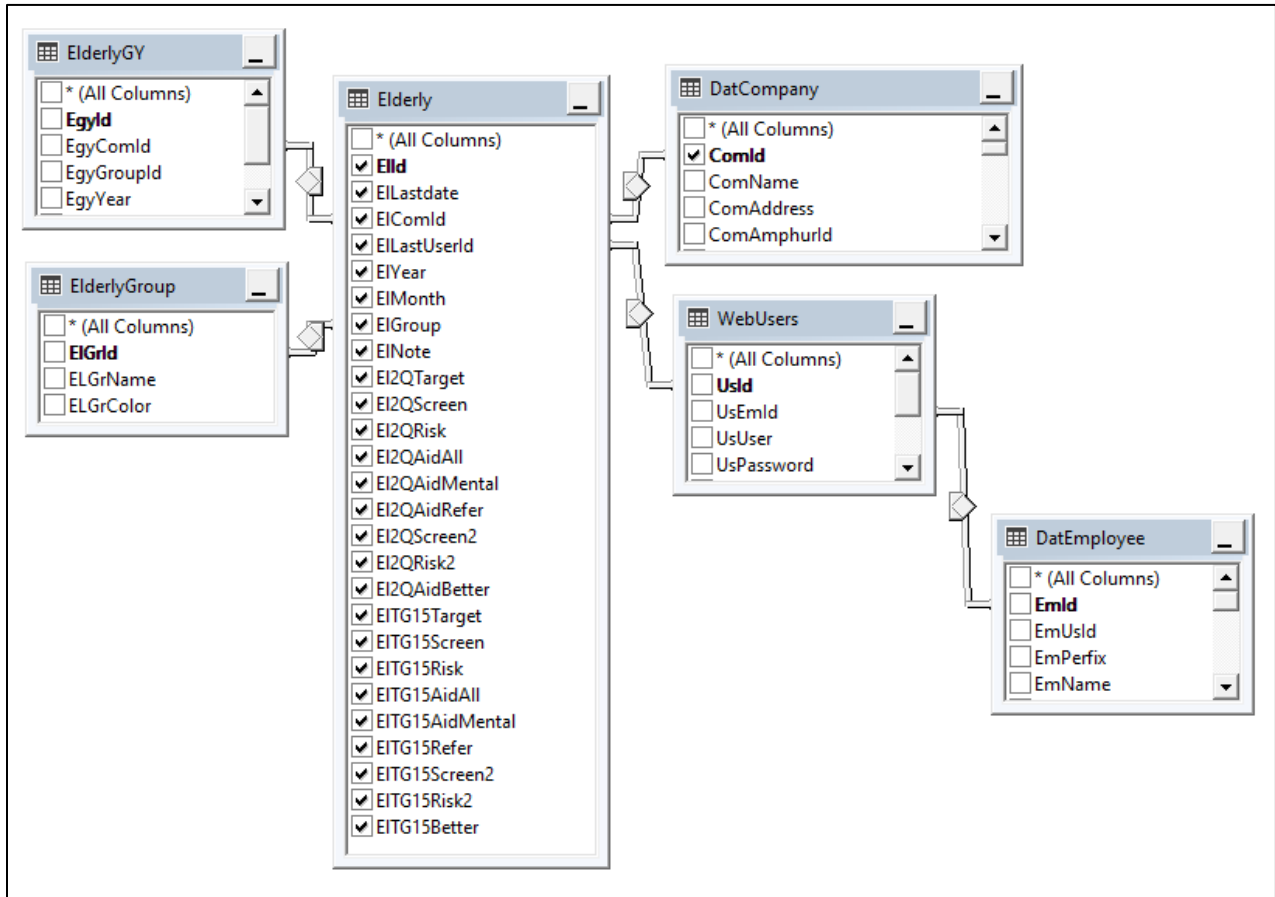 ElderlyGY
* (All Columns)
EgyId
EgyComId
EgyGroupId
EgyYear
ElderlyGroup
* (All Columns)
ElGrId
ELGrName
ELGrColor
Elderly
* (All Columns)
ElId
ElLastdate
ElComId
ElLastUserId
ElYear
ElMonth
ElGroup
ElNote
El2QTarget
El2QScreen
El2QRisk
El2QAidAll
El2QAidMental
El2QAidRefer
El2QScreen2
El2QRisk2
El2QAidBetter
ElTG15Target
ElTG15Screen
ElTG15Risk
ElTG15AidAll
ElTG15AidMental
ElTG15Refer
ElTG15Screen2
ElTG15Risk2
ElTG15Better
DatCompany
* (All Columns)
ComId
ComName
ComAddress
ComAmphurId
WebUsers
* (All Columns)
UsId
UsEmId
UsUser
UsPassword
DatEmployee
* (All Columns)
EmId
EmUsId
EmPerfix
EmName